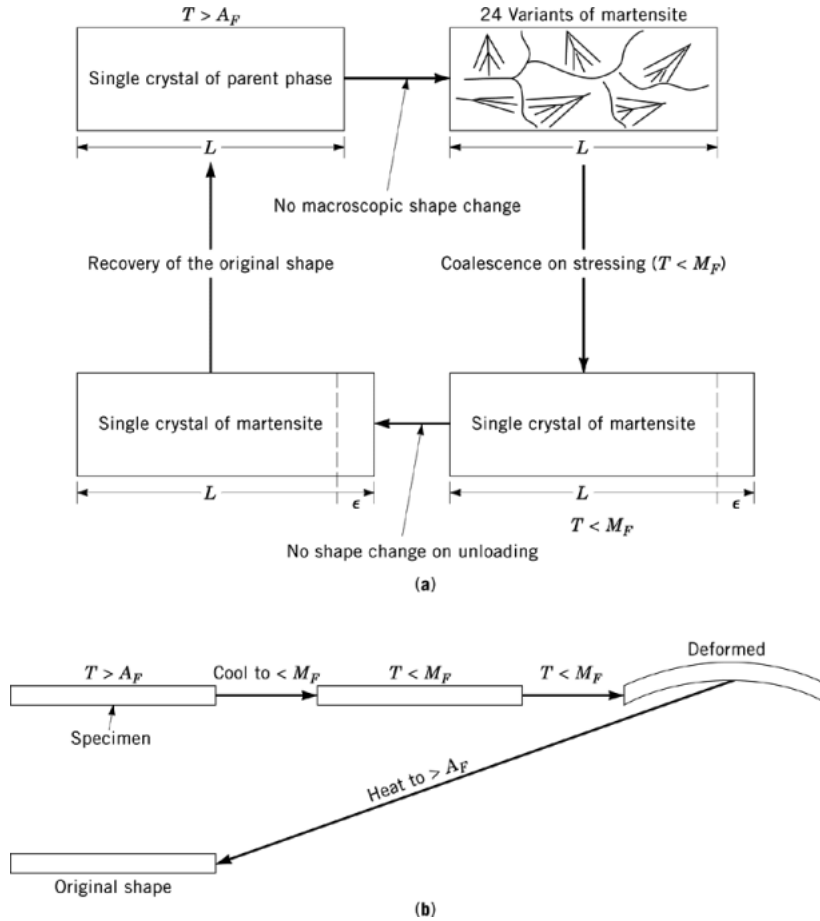 T > A_F
24 Variants of martensite
Single crystal of parent phase
L
L
No macroscopic shape change
Recovery of the original shape
Coalescence on stressing (T < M_F)
Single crystal of martensite
Single crystal of martensite
L
ϵ
L
ϵ
T < M_F
No shape change on unloading
(a)
Deformed
T > A_F
Cool to < M_F
T < M_F
T < M_F
Specimen
Heat to > A_F
Original shape
(b)